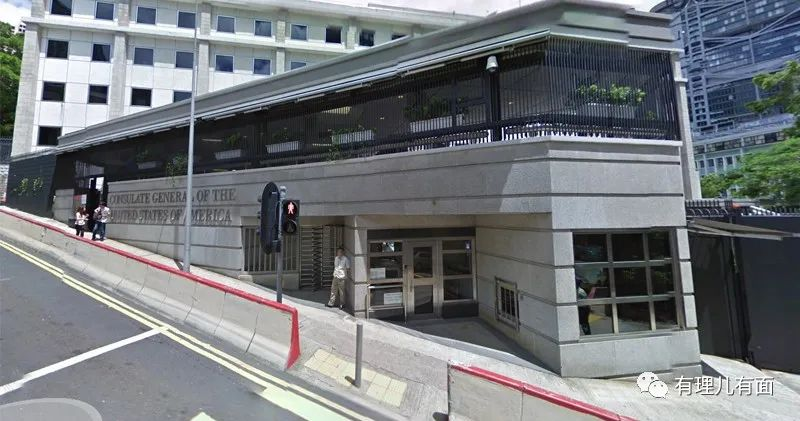 CONSULATE GENERAL OF THE
UNITED STATES OF AMERICA
有理儿有面